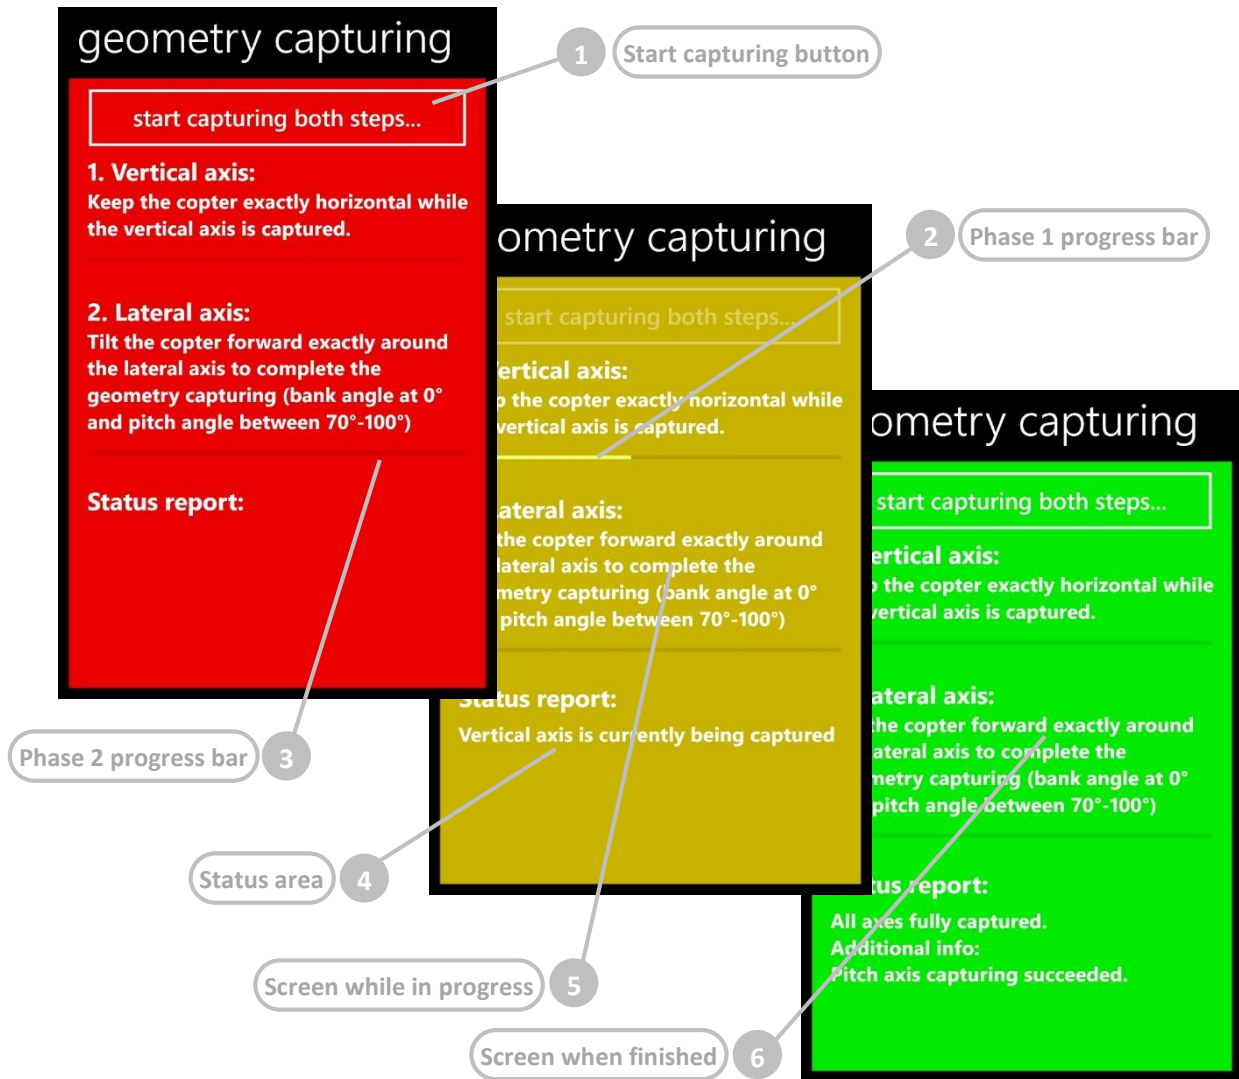 geometry capturing
1
Start capturing button
start capturing both steps...
1. Vertical axis:
Keep the copter exactly horizontal while
the vertical axis is captured.
2. Lateral axis:
Tilt the copter forward exactly around
the lateral axis to complete the
geometry capturing (bank angle at 0°
and pitch angle between 70°-100°)
Status report:
ometry capturing
2
Phase 1 progress bar
start capturing both steps...
ertical axis:
p the copter exactly horizontal while
vertical axis is captured.
ateral axis:
the copter forward exactly around
lateral axis to complete the
metry capturing (bank angle at 0°
pitch angle between 70°-100°)
Status report:
Vertical axis is currently being captured
Phase 2 progress bar
3
Status area
4
ometry capturing
start capturing both steps...
ertical axis:
the copter exactly horizontal while
vertical axis is captured.
ateral axis:
the copter forward exactly around
ateral axis to complete the
metry capturing (bank angle at 0°
pitch angle between 70°-100°)
tus report:
All axes fully captured.
Additional info:
Pitch axis capturing succeeded.
Screen while in progress
5
Screen when finished
6